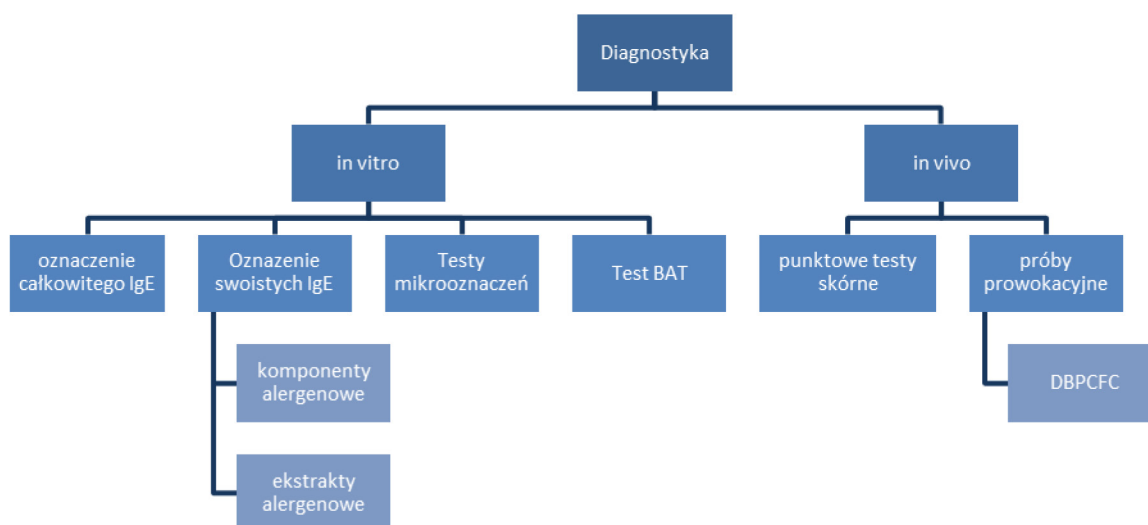 Diagnostyka
in vitro
in vivo
oznaczenie
całkowitego IgE
Oznazenie
swoistych IgE
Testy
mikrooznaczeń
Test BAT
punktowe testy
skórne
próby
prowokacyjne
komponenty
alergenowe
DBPCFC
ekstrakty
alergenowe